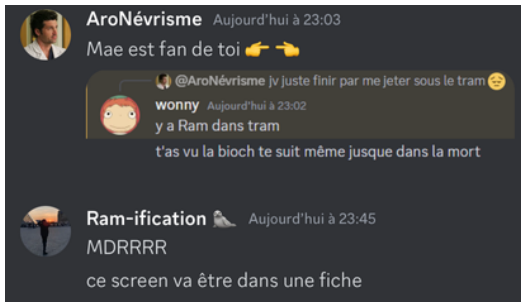 AroNévrisme Aujourd'hui à 23:03
Mae est fan de toi 👉 👈
@AroNévrisme jv juste finir par me jeter sous le tram 😔
wonny Aujourd'hui à 23:02
y a Ram dans tram
t'as vu la bioch te suit même jusque dans la mort
Ram-ification 🦭 Aujourd'hui à 23:45
MDRRRR
ce screen va être dans une fiche